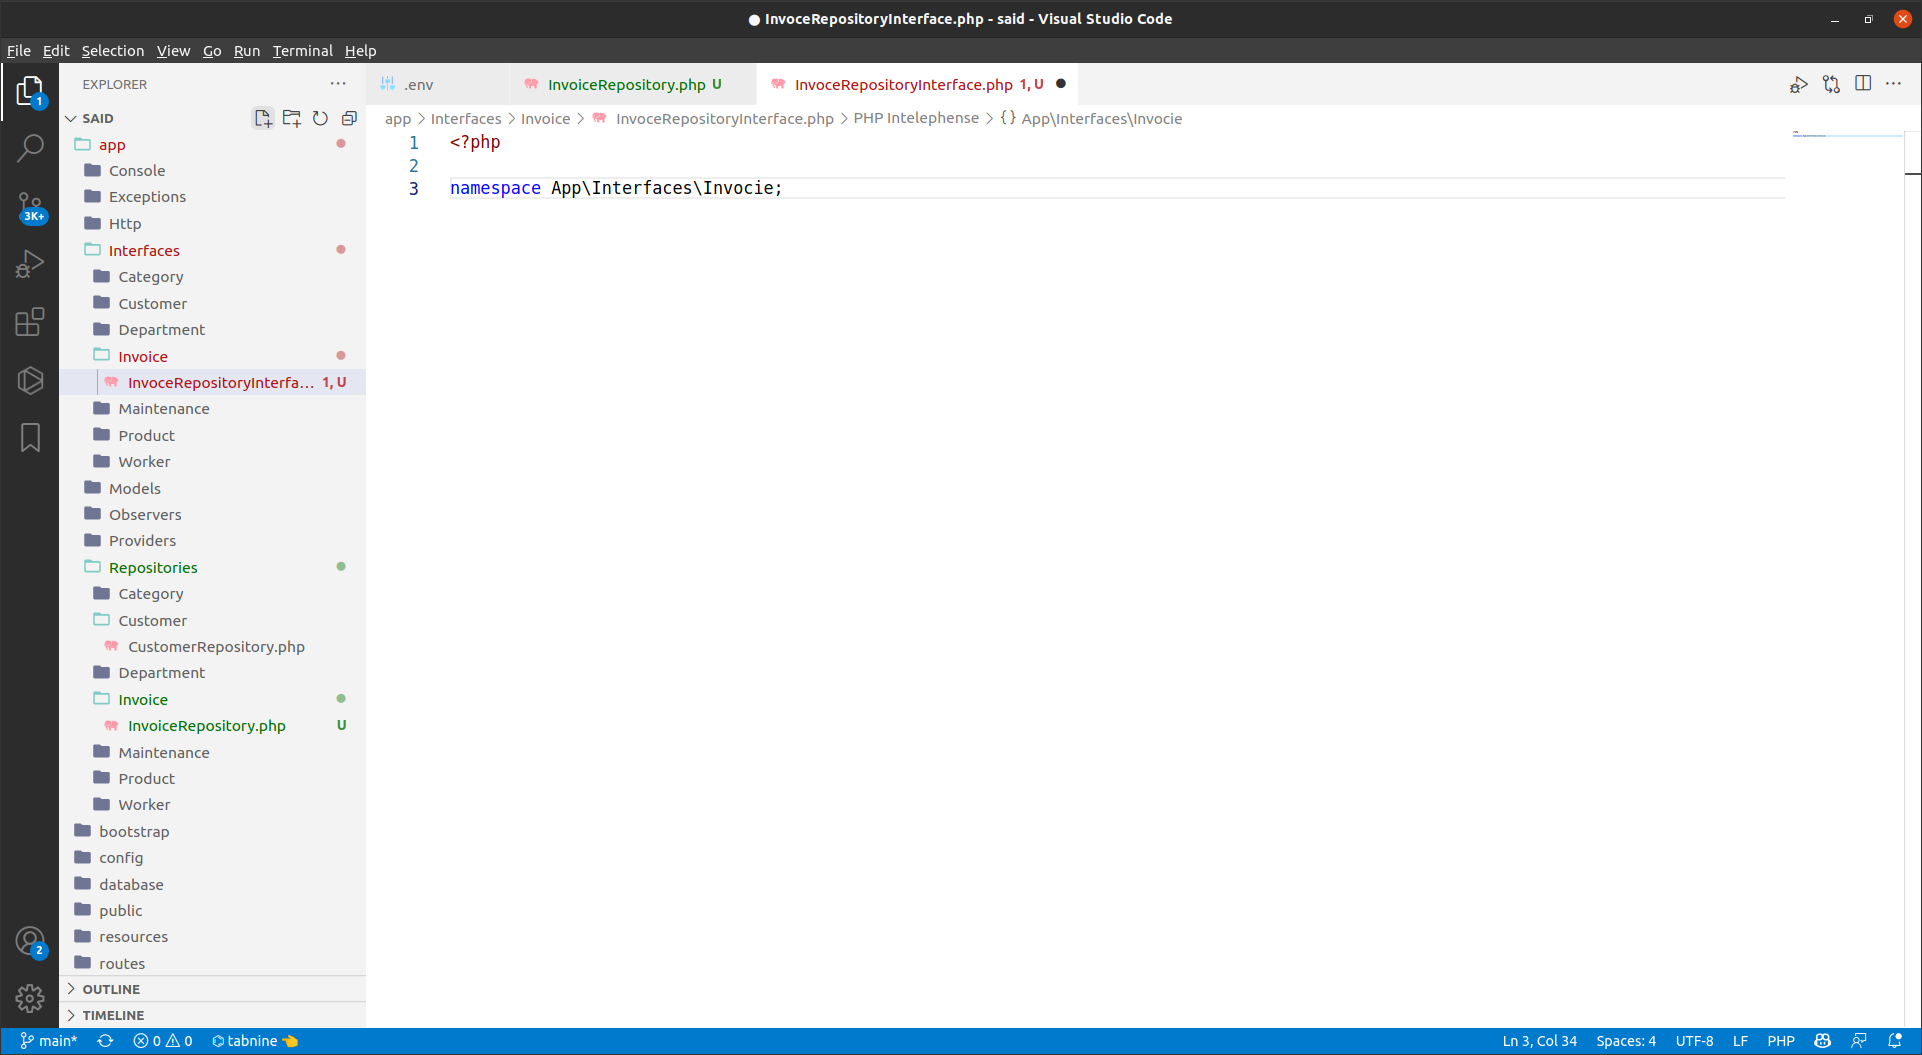 ● InvoceRepositoryInterface.php - said - Visual Studio Code
File Edit Selection View Go Run Terminal Help
EXPLORER
.env
InvoiceRepository.php U
InvoceRepositoryInterface.php 1, U
app > Interfaces > Invoice > InvoceRepositoryInterface.php > PHP Intelephense > {} App\Interfaces\Invocie
1 <?php
2
3 namespace App\Interfaces\Invocie;
1
3K+
2
SAID
app
Console
Exceptions
Http
Interfaces
Category
Customer
Department
Invoice
InvoceRepositoryInterfa... 1, U
Maintenance
Product
Worker
Models
Observers
Providers
Repositories
Category
Customer
CustomerRepository.php
Department
Invoice
InvoiceRepository.php U
Maintenance
Product
Worker
bootstrap
config
database
public
resources
routes
OUTLINE
TIMELINE
main* 0 0 tabnine Ln 3, Col 34 Spaces: 4 UTF-8 LF PHP